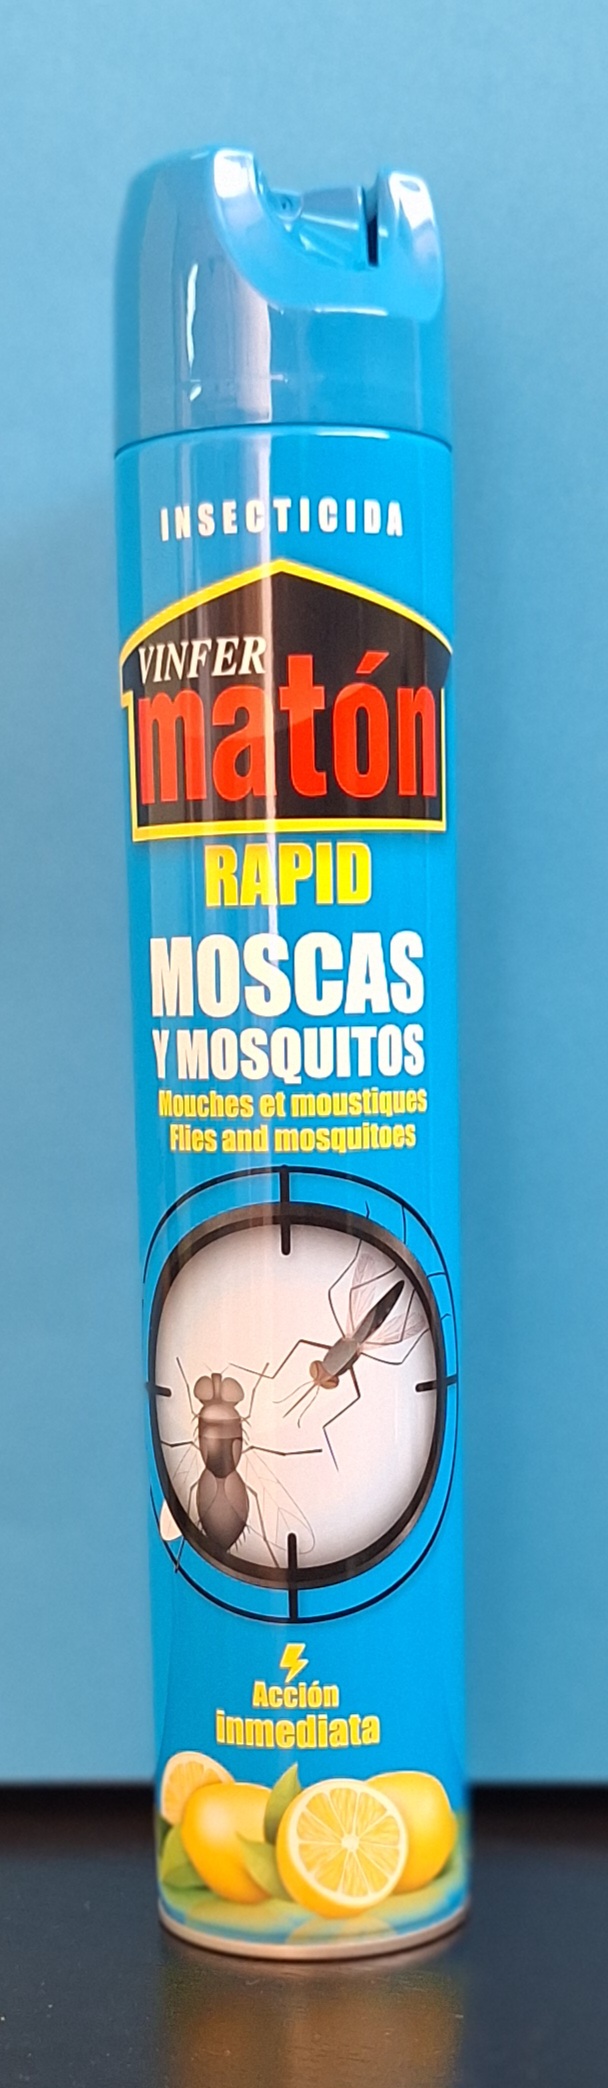 INSECTICIDA
VINFER
matón
RAPID
MOSCAS
Y MOSQUITOS
Mouches et moustiques
Flies and mosquitoes
Acción
inmediata